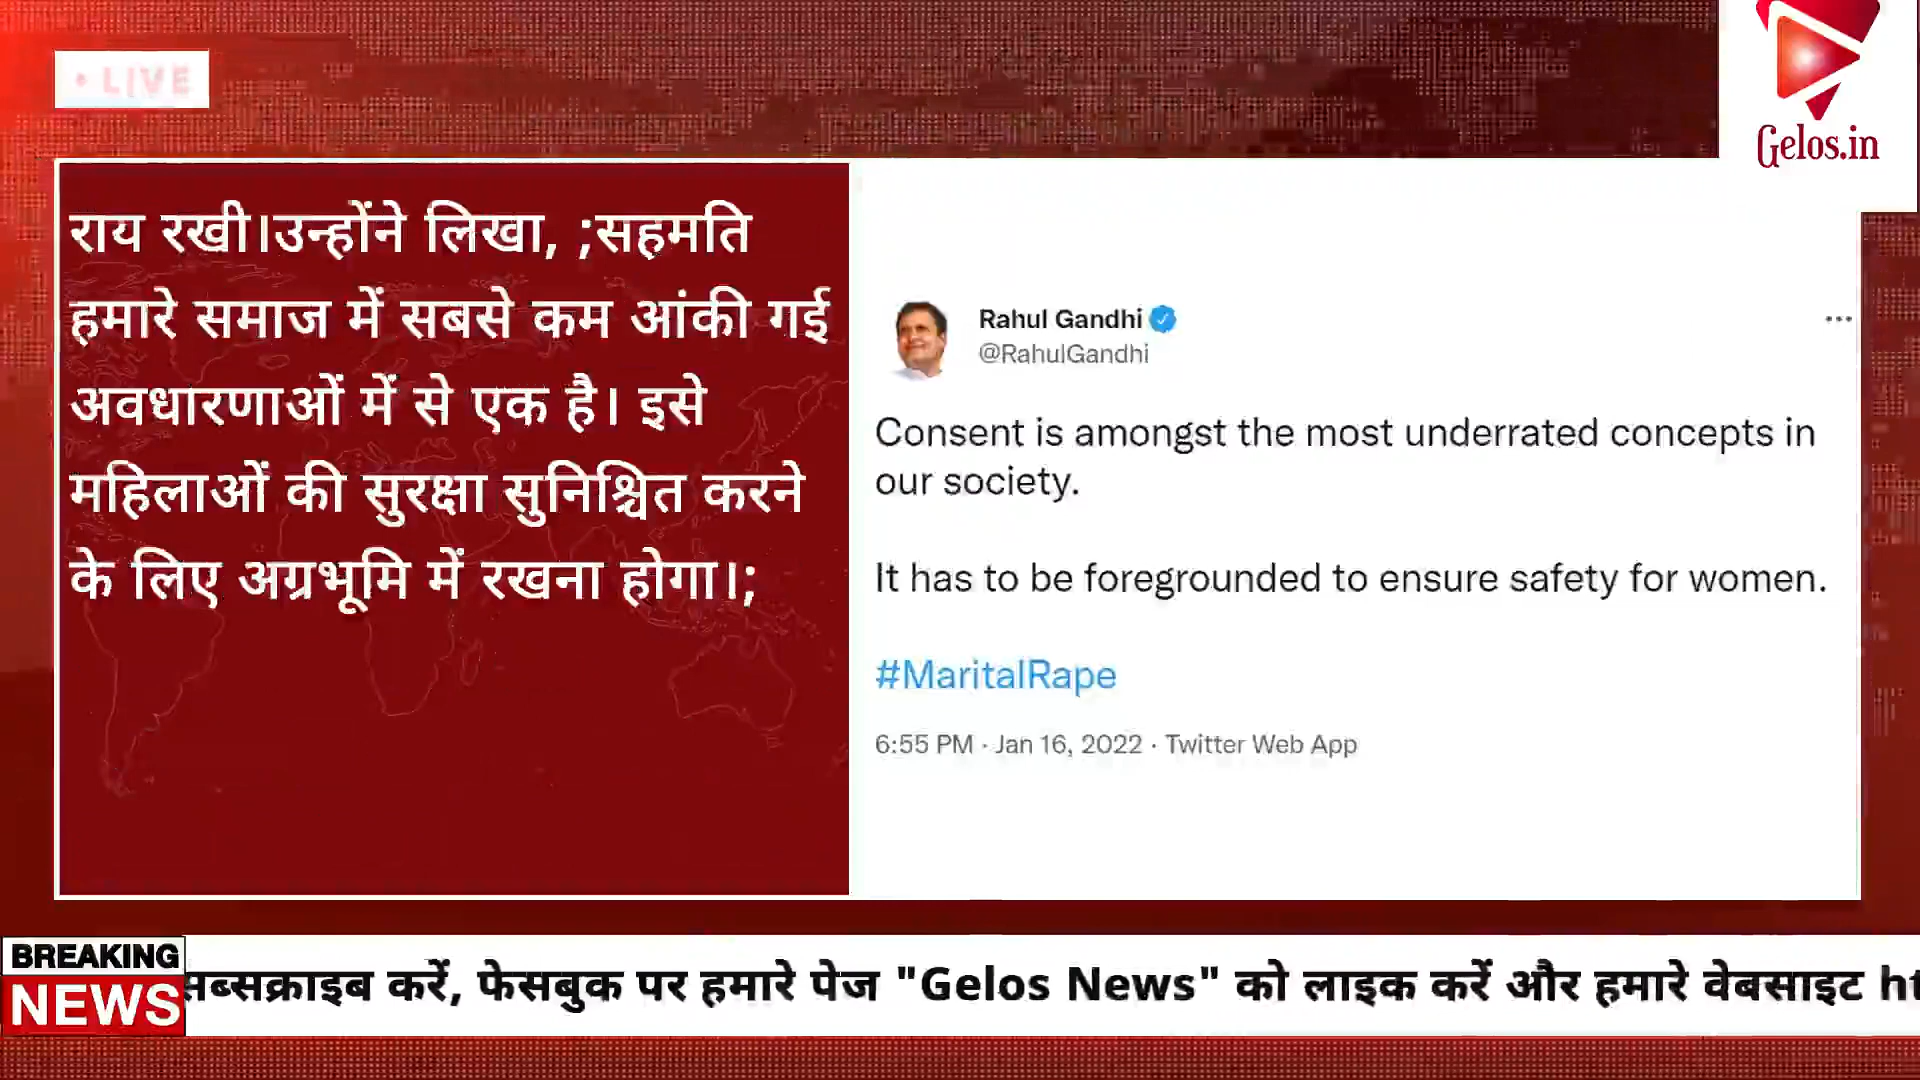 • LIVE
Gelos.in
राय रखी।उन्होंने लिखा, ;सहमति
हमारे समाज में सबसे कम आंकी गई
अवधारणाओं में से एक है। इसे
महिलाओं की सुरक्षा सुनिश्चित करने
के लिए अग्रभूमि में रखना होगा।;
Rahul Gandhi
@RahulGandhi
Consent is amongst the most underrated concepts in
our society.
It has to be foregrounded to ensure safety for women.
#MaritalRape
6:55 PM · Jan 16, 2022 · Twitter Web App
BREAKING
NEWS
सब्सक्राइब करें, फेसबुक पर हमारे पेज "Gelos News" को लाइक करें और हमारे वेबसाइट